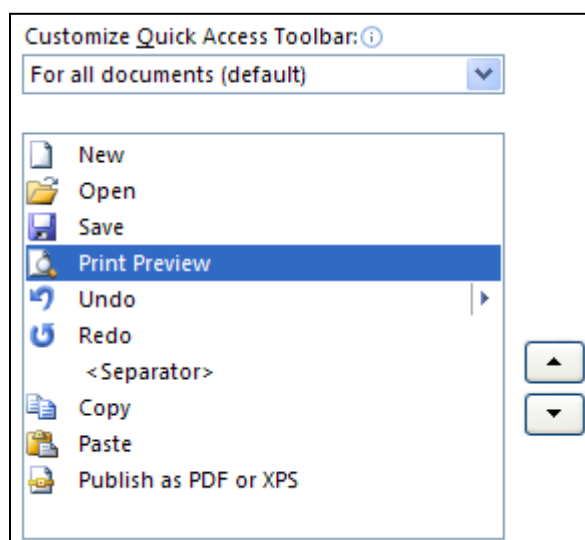 Customize Quick Access Toolbar:
For all documents (default)
New
Open
Save
Print Preview
Undo
Redo
<Separator>
Copy
Paste
Publish as PDF or XPS